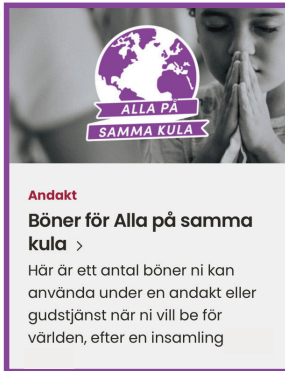 ALLA PÅ
SAMMA KULA
Andakt
Böner för Alla på samma
kula >
Här är ett antal böner ni kan
använda under en andakt eller
gudstjänst när ni vill be för
världen, efter en insamling